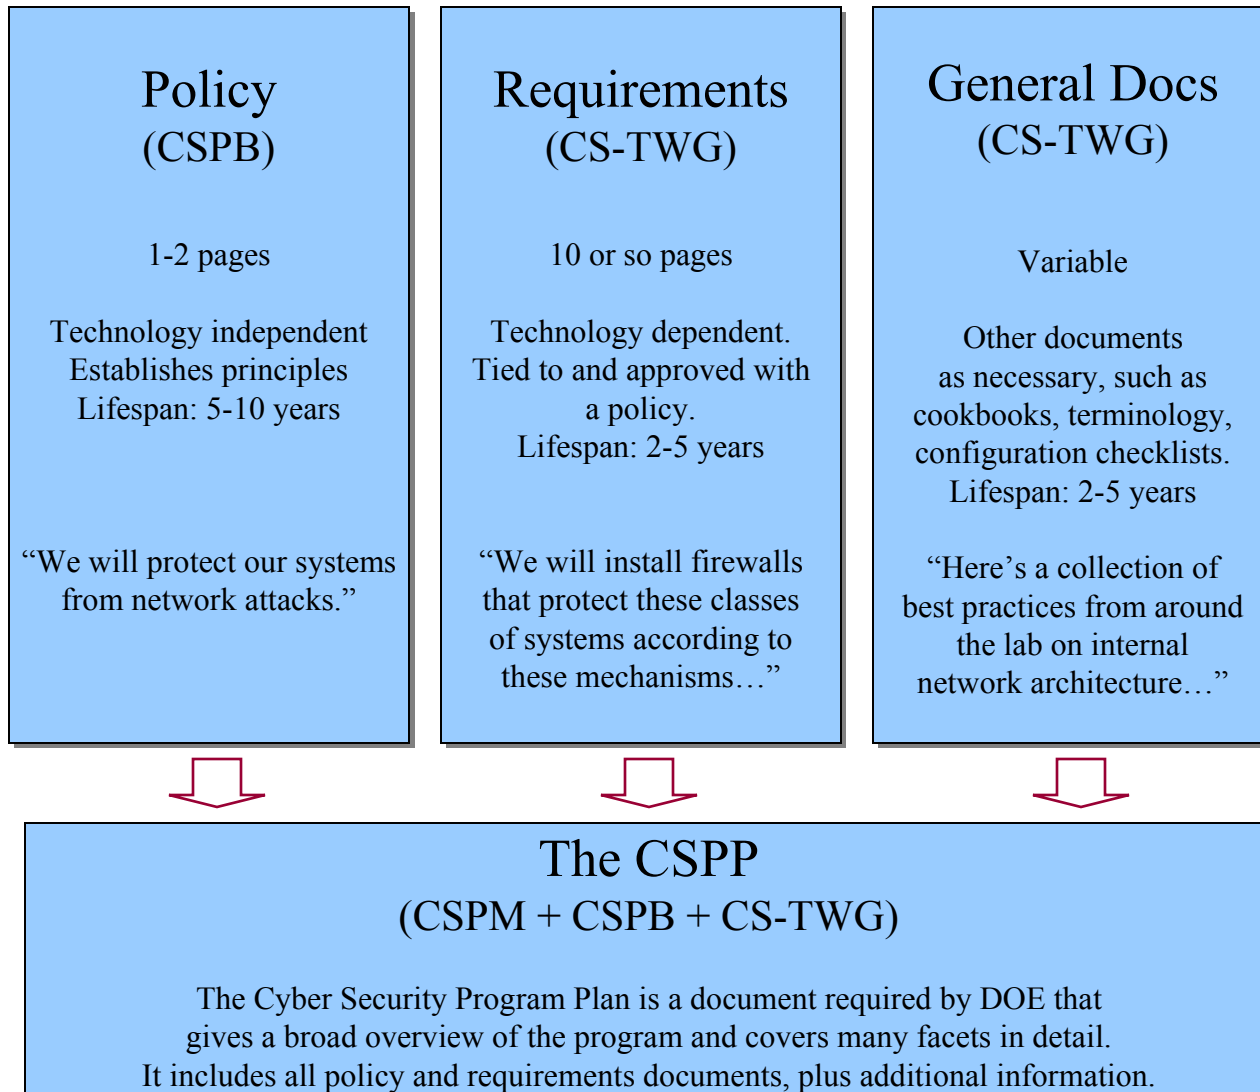 Policy
(CSPB)
1-2 pages
Technology independent
Establishes principles
Lifespan: 5-10 years
“We will protect our systems
from network attacks.”
Requirements
(CS-TWG)
10 or so pages
Technology dependent.
Tied to and approved with
a policy.
Lifespan: 2-5 years
“We will install firewalls
that protect these classes
of systems according to
these mechanisms…”
General Docs
(CS-TWG)
Variable
Other documents
as necessary, such as
cookbooks, terminology,
configuration checklists.
Lifespan: 2-5 years
“Here’s a collection of
best practices from around
the lab on internal
network architecture…”
The CSPP
(CSPM + CSPB + CS-TWG)
The Cyber Security Program Plan is a document required by DOE that
gives a broad overview of the program and covers many facets in detail.
It includes all policy and requirements documents, plus additional information.